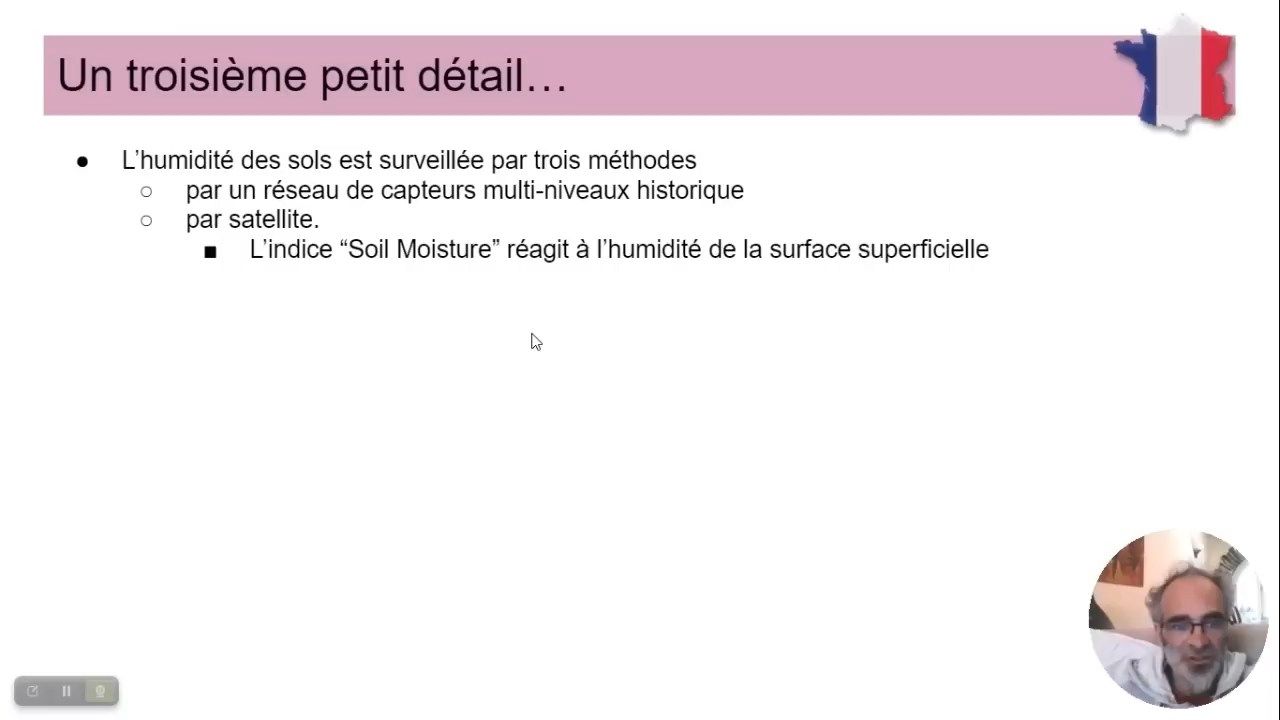 Un troisième petit détail…
● L’humidité des sols est surveillée par trois méthodes
○ par un réseau de capteurs multi-niveaux historique
○ par satellite.
■ L’indice “Soil Moisture” réagit à l’humidité de la surface superficielle